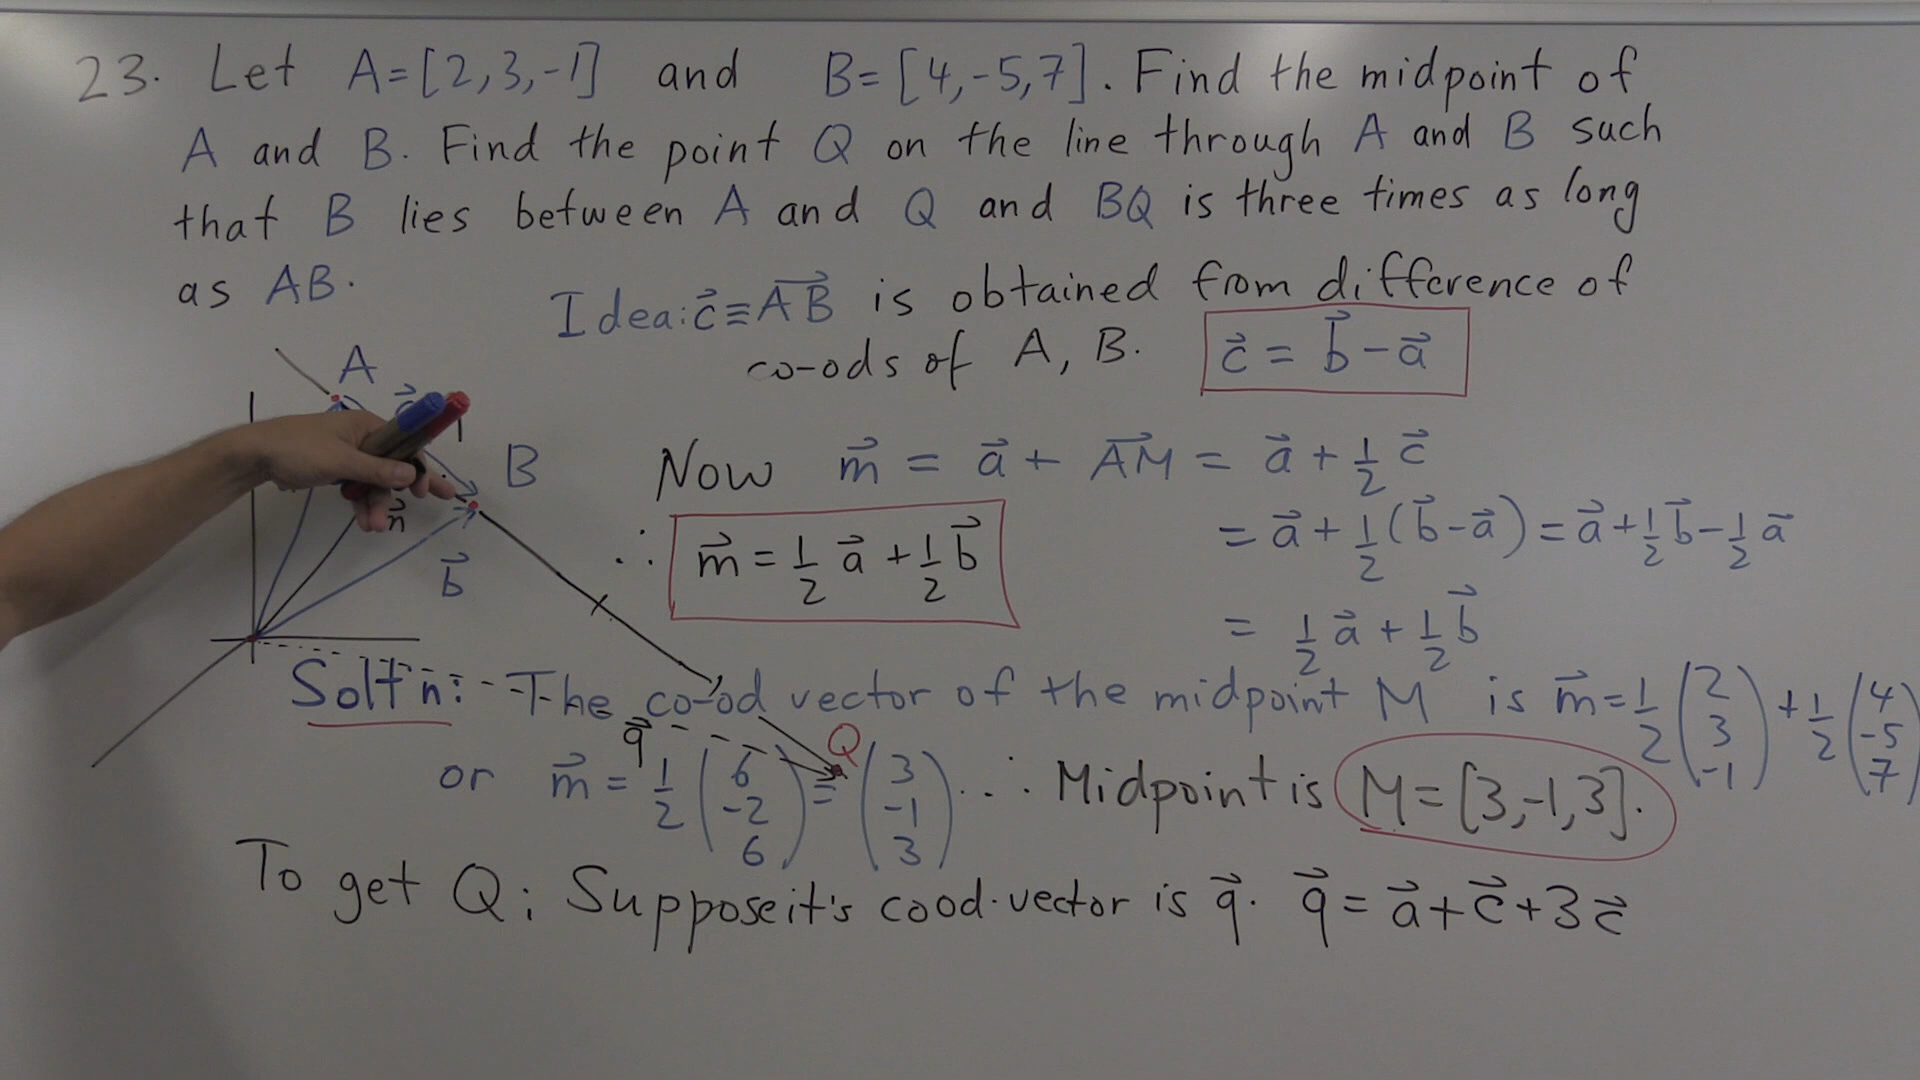 23. Let A=[2,3,-1] and B=[4,-5,7]. Find the midpoint of
A and B. Find the point Q on the line through A and B such
that B lies between A and Q and BQ is three times as long
as AB.
Idea: c⃗≡AB⃗ is obtained from difference of
co-ods of A, B. c⃗ = b⃗ - a⃗
A
B
b⃗
Now m⃗ = a⃗ + AM⃗ = a⃗ + 1/2 c⃗
= a⃗ + 1/2 (b⃗ - a⃗) = a⃗ + 1/2 b⃗ - 1/2 a⃗
∴ m⃗ = 1/2 a⃗ + 1/2 b⃗
= 1/2 a⃗ + 1/2 b⃗
Solt'n: The co-od vector of the midpoint M is m⃗ = 1/2 (2 3 -1) + 1/2 (4 -5 7)
q⃗ Q
or m⃗ = 1/2 (6 -2 6) ≡ (3 -1 3) ∴ Midpoint is M=[3,-1,3].
To get Q: Suppose it's cood. vector is q⃗. q⃗ = a⃗ + c⃗ + 3c⃗